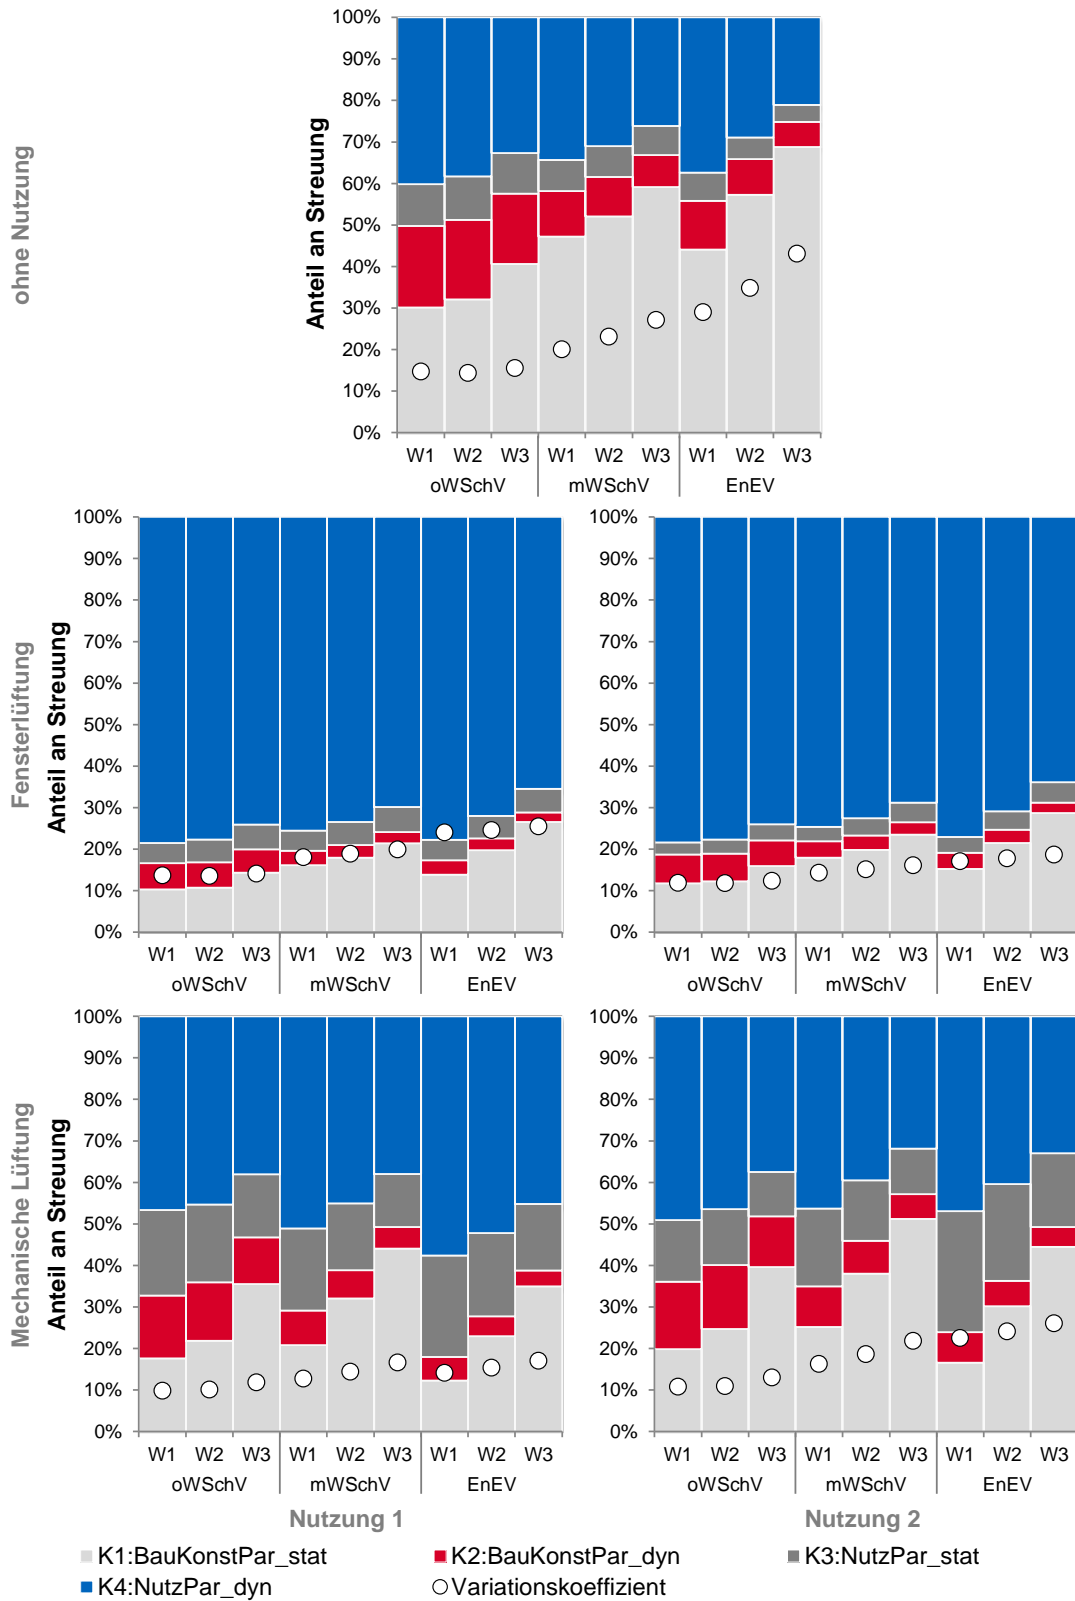 ohne Nutzung
Anteil an Streuung
100%
90%
80%
70%
60%
50%
40%
30%
20%
10%
0%
W1 W2 W3 W1 W2 W3 W1 W2 W3
oWSchV mWSchV EnEV
Fensterlüftung
Anteil an Streuung
100%
90%
80%
70%
60%
50%
40%
30%
20%
10%
0%
W1 W2 W3 W1 W2 W3 W1 W2 W3
oWSchV mWSchV EnEV
100%
90%
80%
70%
60%
50%
40%
30%
20%
10%
0%
W1 W2 W3 W1 W2 W3 W1 W2 W3
oWSchV mWSchV EnEV
Mechanische Lüftung
Anteil an Streuung
100%
90%
80%
70%
60%
50%
40%
30%
20%
10%
0%
W1 W2 W3 W1 W2 W3 W1 W2 W3
oWSchV mWSchV EnEV
Nutzung 1
100%
90%
80%
70%
60%
50%
40%
30%
20%
10%
0%
W1 W2 W3 W1 W2 W3 W1 W2 W3
oWSchV mWSchV EnEV
Nutzung 2
K1:BauKonstPar_stat K2:BauKonstPar_dyn K3:NutzPar_stat
K4:NutzPar_dyn Variationskoeffizient